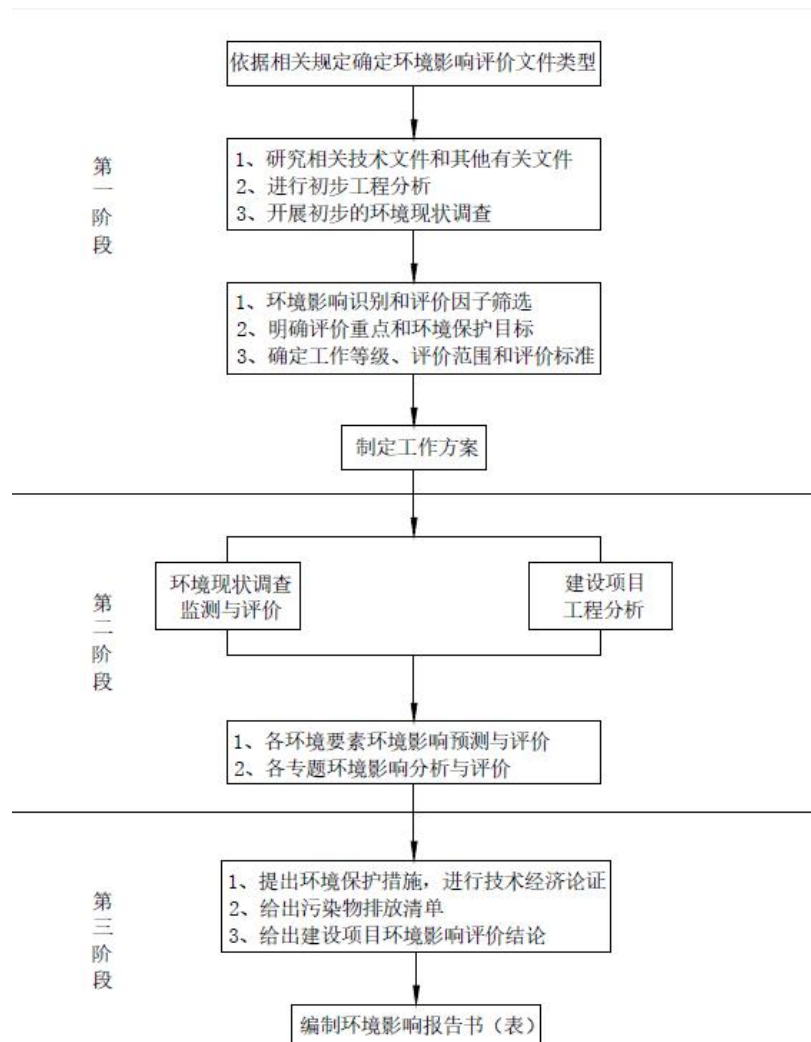 依据相关规定确定环境影响评价文件类型
第一阶段
1、研究相关技术文件和其他有关文件
2、进行初步工程分析
3、开展初步的环境现状调查
1、环境影响识别和评价因子筛选
2、明确评价重点和环境保护目标
3、确定工作等级、评价范围和评价标准
制定工作方案
第二阶段
环境现状调查
监测与评价
建设项目
工程分析
1、各环境要素环境影响预测与评价
2、各专题环境影响分析与评价
第三阶段
1、提出环境保护措施，进行技术经济论证
2、给出污染物排放清单
3、给出建设项目环境影响评价结论
编制环境影响报告书（表）